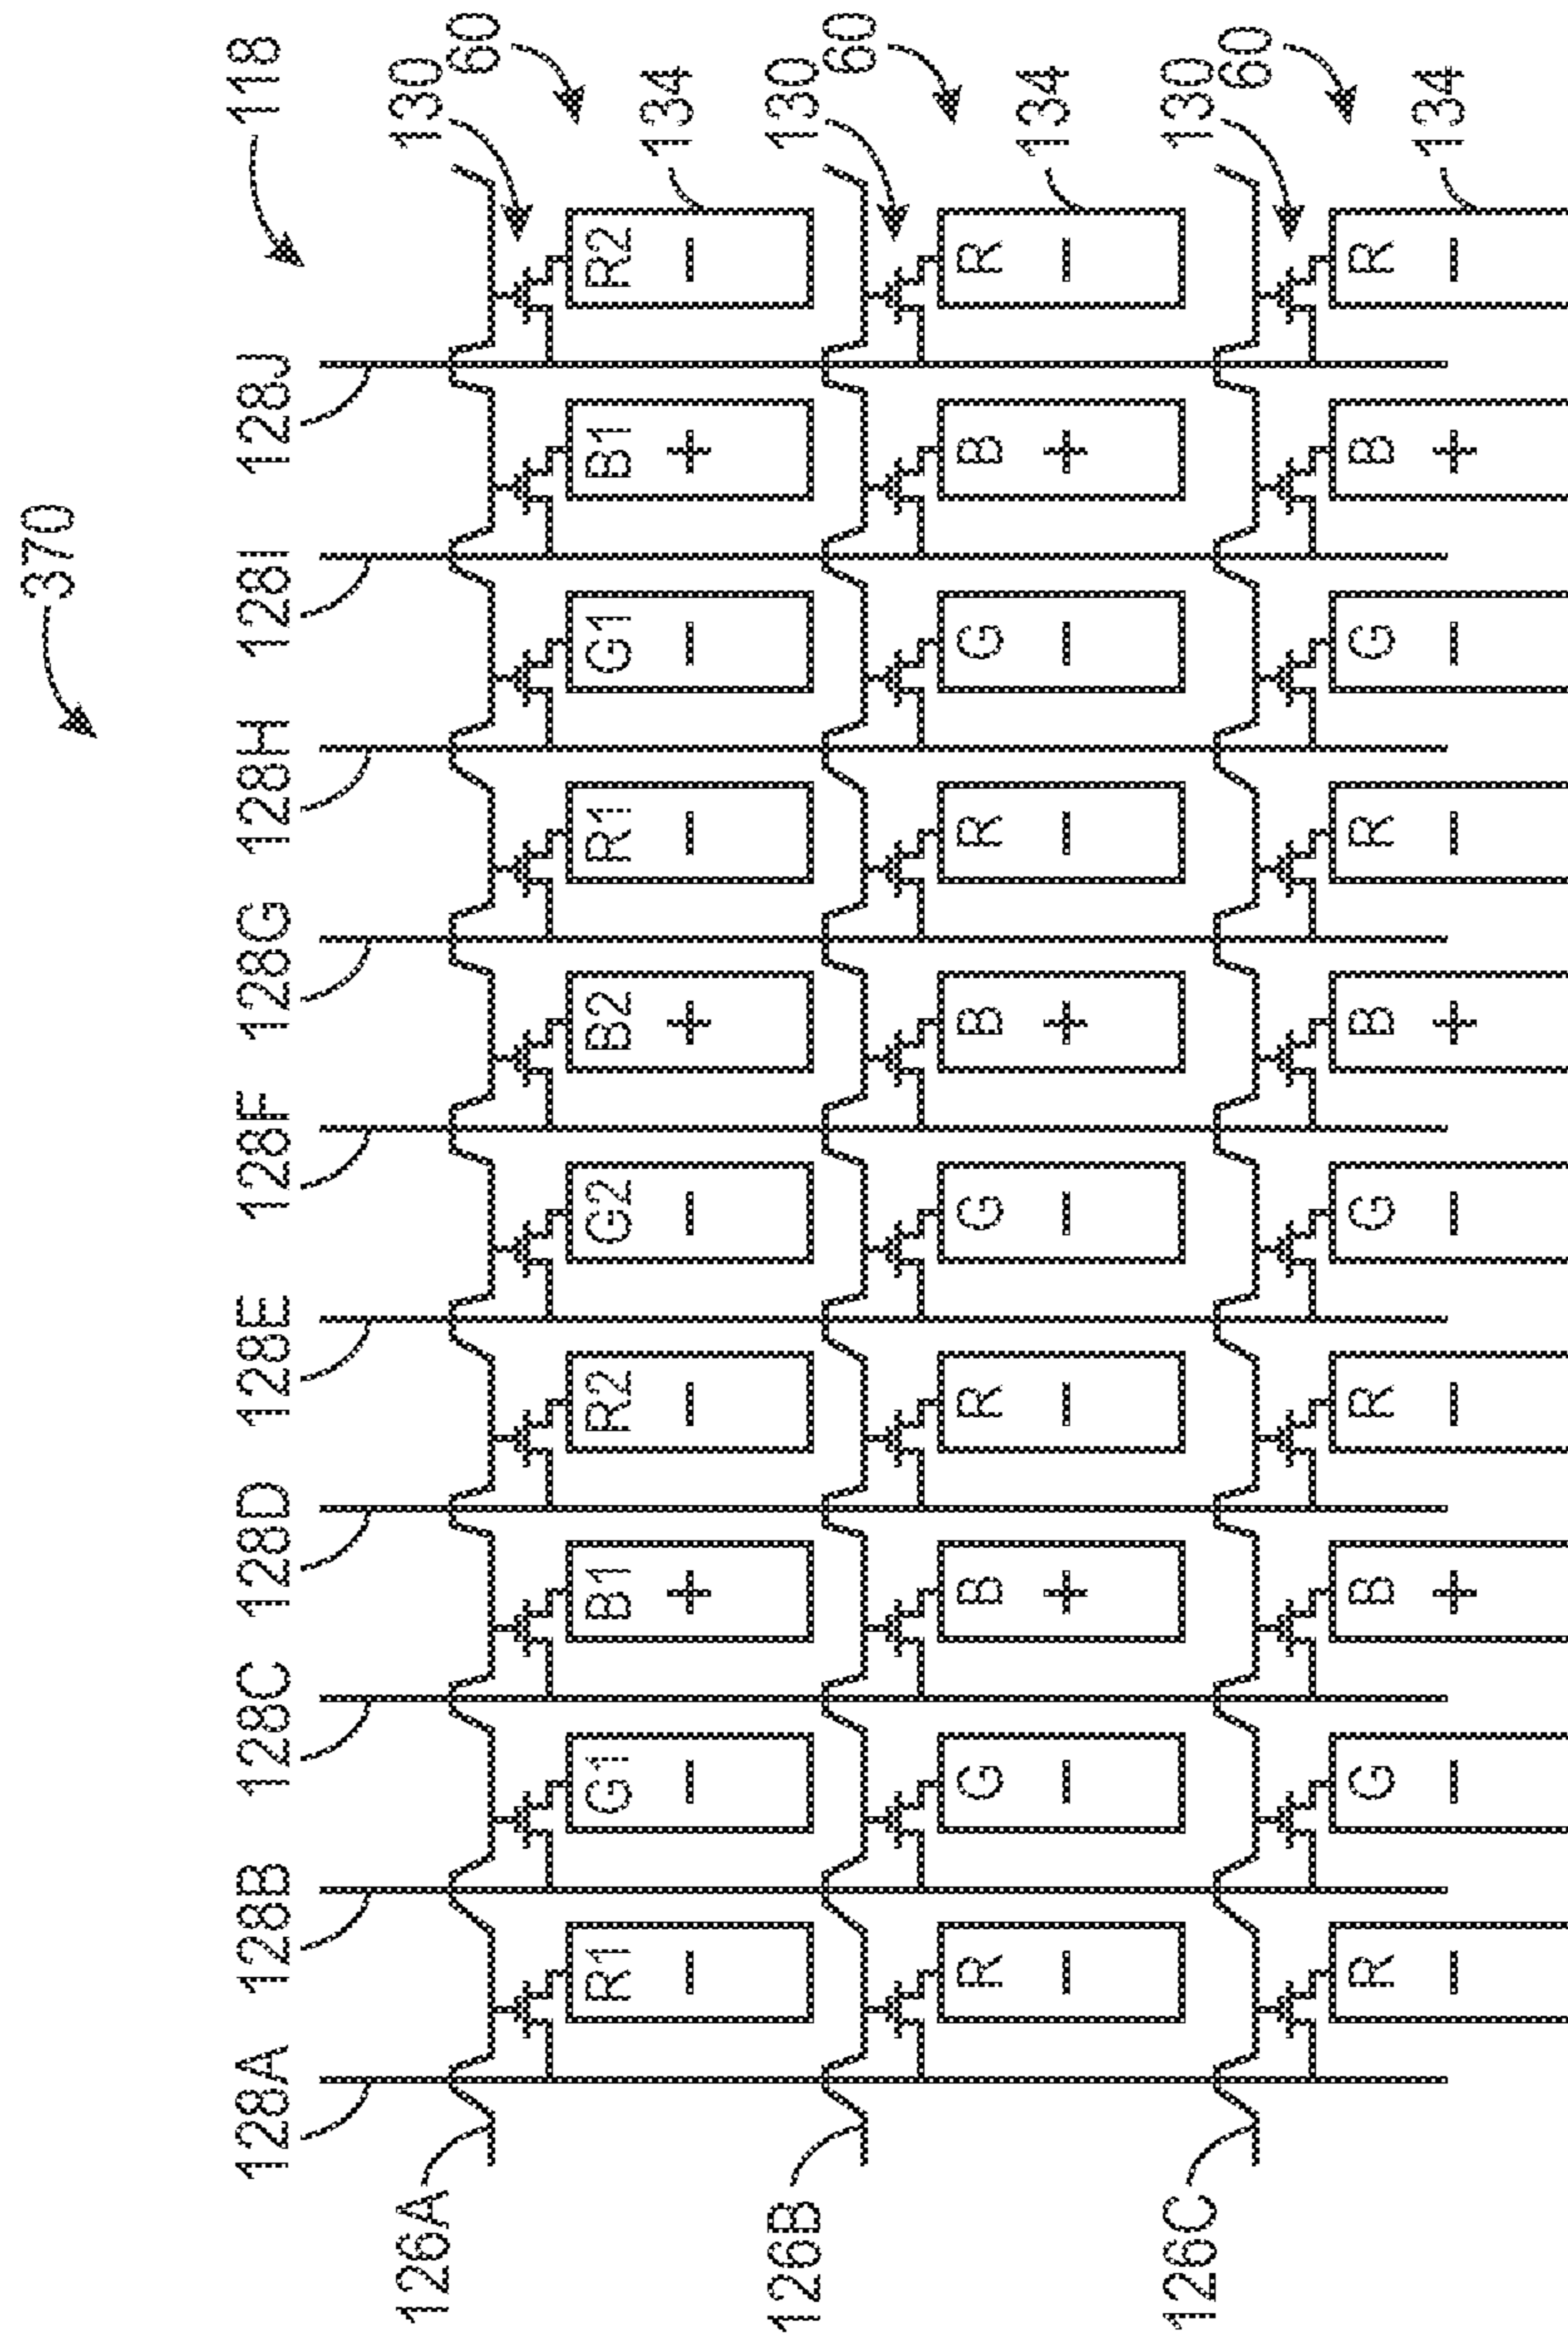 370
118
128A 128B 128C 128D 128E 128F 128G 128H 128I 128J
130
60
126A
R1 G1 B1 R2 G2 B2 R1 G1 B1 R2
− − + − − + − − + −
134
130
60
126B
R G B R G B R G B R
− − + − − + − − + −
134
130
60
126C
R G B R G B R G B R
− − + − − + − − + −
134